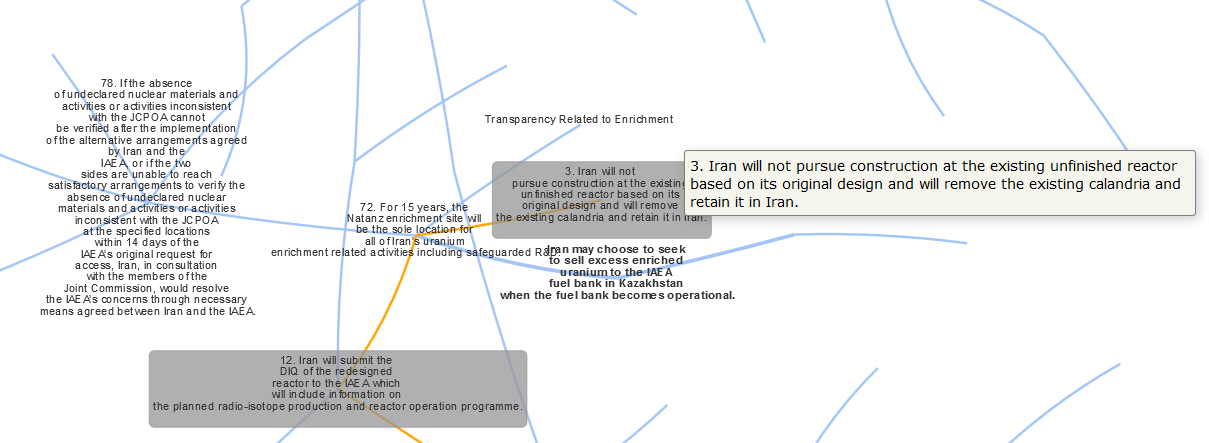 78. If the absence
of undeclared nuclear materials and
activities or activities inconsistent
with the JCPOA cannot
be verified after the implementation
of the alternative arrangements agreed
by Iran and the
IAEA, or if the two
sides are unable to reach
satisfactory arrangements to verify the
absence of undeclared nuclear
materials and activities or activities
inconsistent with the JCPOA
at the specified locations
within 14 days of the
IAEA's original request for
access, Iran, in consultation
with the members of the
Joint Commission, would resolve
the IAEA's concerns through necessary
means agreed between Iran and the IAEA.
Transparency Related to Enrichment
3. Iran will not
pursue construction at the existing
unfinished reactor based on its
original design and will remove
the existing calandria and retain it in Iran.
3. Iran will not pursue construction at the existing unfinished reactor
based on its original design and will remove the existing calandria and
retain it in Iran.
72. For 15 years, the
Natanz enrichment site will
be the sole location for
all of Iran's uranium
enrichment related activities including safeguarded R&D.
Iran may choose to seek
to sell excess enriched
uranium to the IAEA
fuel bank in Kazakhstan
when the fuel bank becomes operational.
12. Iran will submit the
DIQ of the redesigned
reactor to the IAEA which
will include information on
the planned radio-isotope production and reactor operation programme.